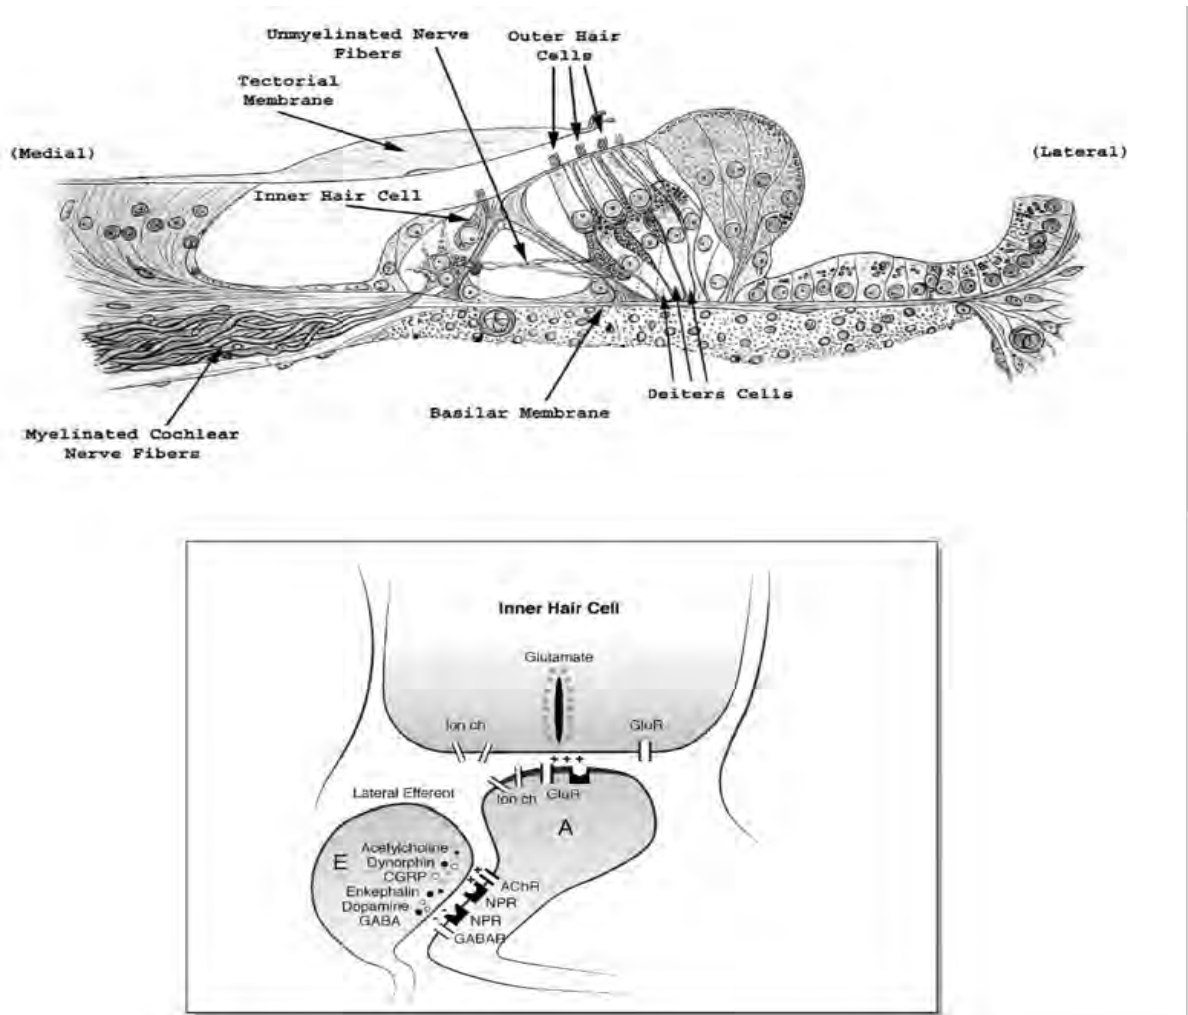 Unmyelinated Nerve
Fibers
Outer Hair
Cells
Tectorial
Membrane
(Medial)
(Lateral)
Inner Hair Cell
Deiters Cells
Basilar Membrane
Myelinated Cochlear
Nerve Fibers
Inner Hair Cell
Glutamate
Ion ch
GluR
+ + +
Ion ch
GluR
Lateral Efferent
A
E
Acetylcholine
Dynorphin
CGRP
Enkephalin
Dopamine
GABA
AChR
NPR
NPR
GABAR